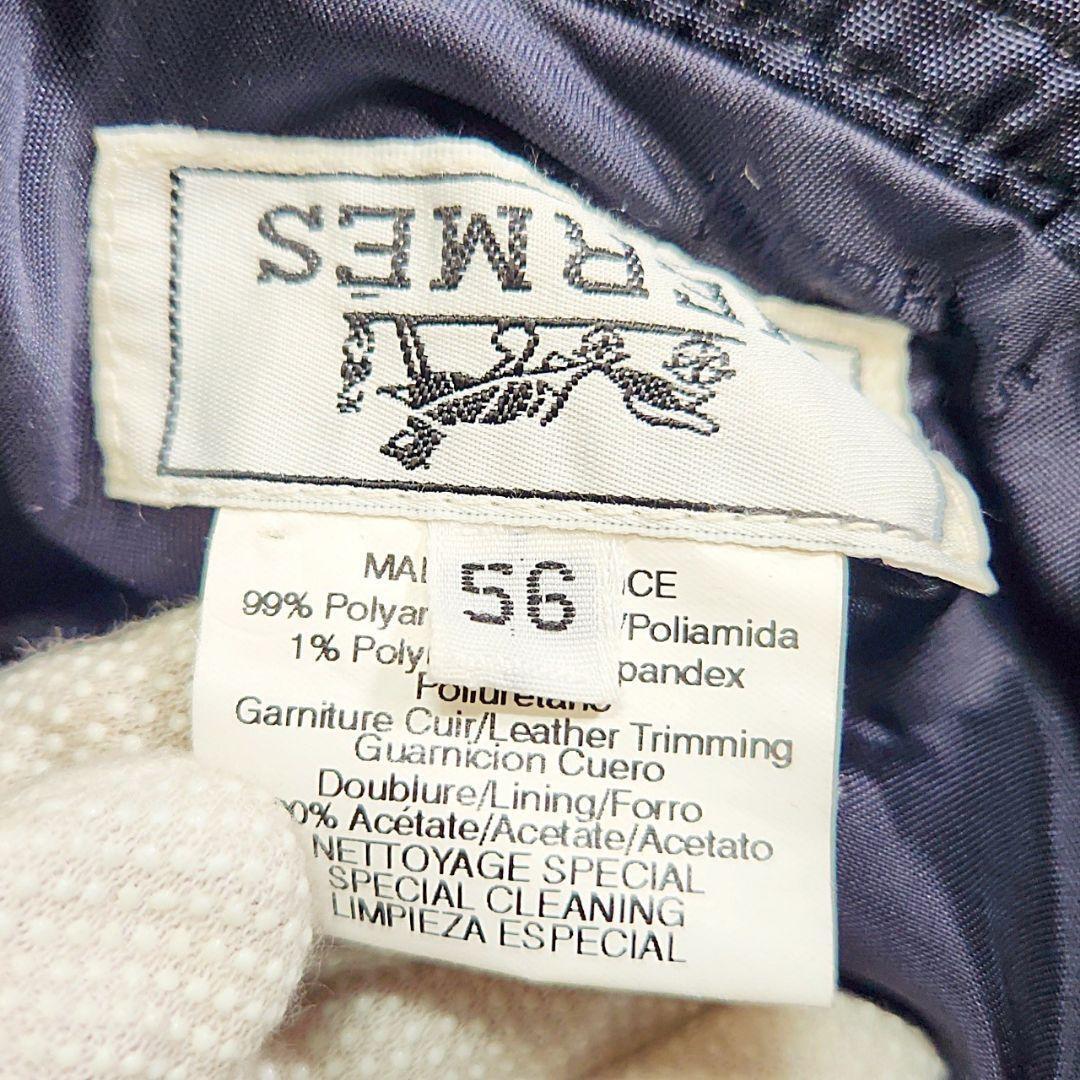 RMES
56
MA CE
99% Polya /Poliamida
1% Poly pandex
Poliuretano
Garniture Cuir/Leather Trimming
Guarnicion Cuero
Doublure/Lining/Forro
0% Acétate/Acetate/Acetato
NETTOYAGE SPECIAL
SPECIAL CLEANING
LIMPIEZA ESPECIAL